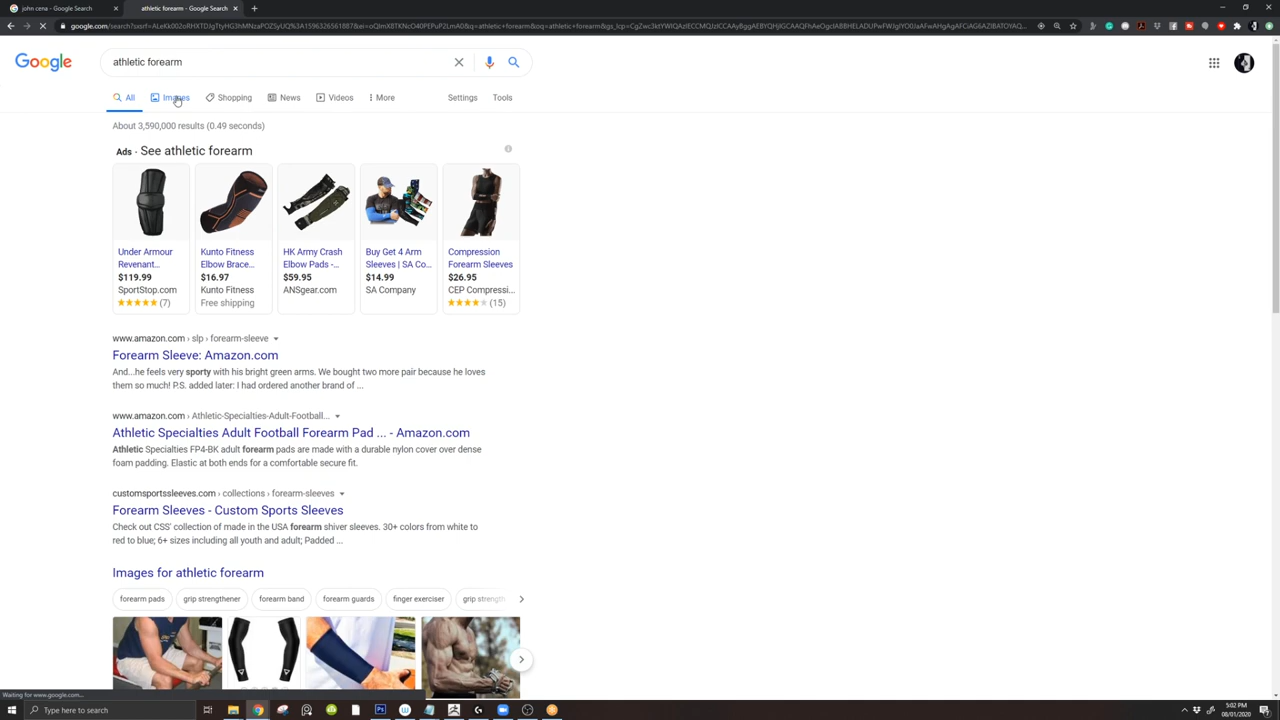 john cena - Google Search
athletic forearm - Google Search
Google
athletic forearm
All
Images
Shopping
News
Videos
More
Settings
Tools
About 3,590,000 results (0.49 seconds)
Ads · See athletic forearm
Under Armour
Revenant...
$119.99
SportStop.com
(7)
Kunto Fitness
Elbow Brace...
$16.97
Kunto Fitness
Free shipping
HK Army Crash
Elbow Pads -...
$59.95
ANSgear.com
Buy Get 4 Arm
Sleeves | SA Co...
$14.99
SA Company
Compression
Forearm Sleeves
$26.95
CEP Compressi...
(15)
www.amazon.com › slp › forearm-sleeve
Forearm Sleeve: Amazon.com
And...he feels very sporty with his bright green arms. We bought two more pair because he loves
them so much! P.S. added later: I had ordered another brand of ...
www.amazon.com › Athletic-Specialties-Adult-Football...
Athletic Specialties Adult Football Forearm Pad ... - Amazon.com
Athletic Specialties FP4-BK adult forearm pads are made with a durable nylon cover over dense
foam padding. Elastic at both ends for a comfortable secure fit.
customsportssleeves.com › collections › forearm-sleeves
Forearm Sleeves - Custom Sports Sleeves
Check out CSS' collection of made in the USA forearm shiver sleeves. 30+ colors from white to
red to blue; 6+ sizes including all youth and adult; Padded ...
Images for athletic forearm
forearm pads
grip strengthener
forearm band
forearm guards
finger exerciser
grip strength
Waiting for www.google.com...
Type here to search
5:02 PM
08/01/2020